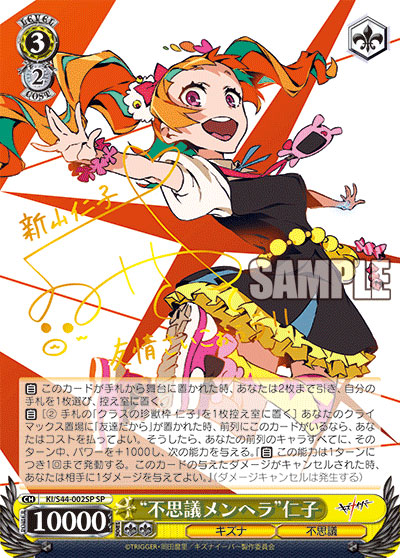 LEVEL
3
2
COST
新山仁子
SAMPLE
自 このカードが手札から舞台に置かれた時、あなたは2枚まで引き、自分の
手札を1枚選び、控え室に置く。
自 [② 手札の「クラスの珍獣枠 仁子」を1枚控え室に置く] あなたのクライ
マックス置場に「友達だから」が置かれた時、前列にこのカードがいるなら、あな
たはコストを払ってよい。そうしたら、あなたの前列のキャラすべてに、その
ターン中、パワーを+1000し、次の能力を与える。『自 この能力は1ターンに
つき1回まで発動する。このカードの与えたダメージがキャンセルされた時、
あなたは相手に1ダメージを与える。』(ダメージキャンセルは発生する)
CH
KI/S44-002SP SP
10000
“不思議メンヘラ”仁子
キズナ
不思議
キズナイーバー
©TRIGGER・岡田麿里/「キズナイーバー」製作委員会